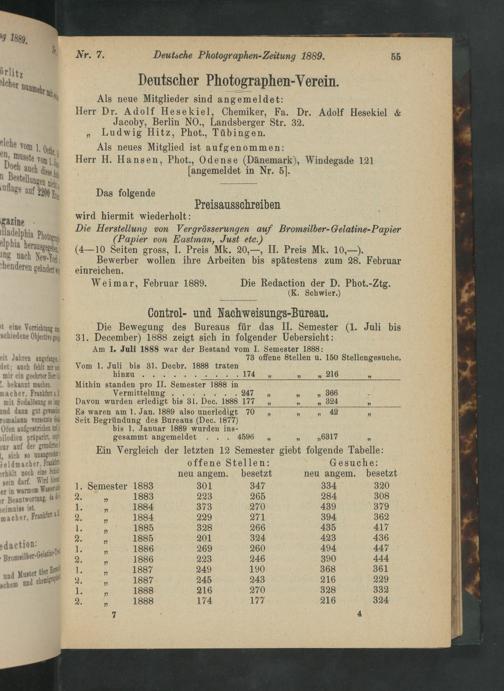 ng 1889.
örlitz
elcher nunmehr mit
agazine
Nr. 7. Deutsche Photographen-Zeitung 1889. 55
Deutscher Photographen-Verein.
Als neue Mitglieder sind angemeldet:
Herr Dr. Adolf Hesekiel, Chemiker, Fa. Dr. Adolf Hesekiel &
Jacoby, Berlin NO., Landsberger Str. 32.
„ Ludwig Hitz, Phot., Tübingen.
Als neues Mitglied ist aufgenommen:
Herr H. Hansen, Phot., Odense (Dänemark), Windegade 121
[angemeldet in Nr. 5].
Das folgende
Preisausschreiben
wird hiermit wiederholt:
Die Herstellung von Vergrösserungen auf Bromsilber-Gelatine-Papier
(Papier von Eastman, Just etc.)
(4—10 Seiten gross, I. Preis Mk. 20,—, II. Preis Mk. 10,—).
Bewerber wollen ihre Arbeiten bis spätestens zum 28. Februar
einreichen.
Weimar, Februar 1889. Die Redaction der D. Phot.-Ztg.
(K. Schwier.)
Control- und Nachweisungs-Bureau.
Die Bewegung des Bureaus für das II. Semester (1. Juli bis
31. December) 1888 zeigt sich in folgender Uebersicht:
Am 1. Juli 1888 war der Bestand vom I. Semester 1888:
73 offene Stellen u. 150 Stellengesuche.
Vom 1. Juli bis 31. Decbr. 1888 traten
hinzu . . . . . . . . . . 174 „ „ „ 216 „
Mithin standen pro II. Semester 1888 in
Vermittelung . . . . . . . 247 „ „ „ 366 „
Davon wurden erledigt bis 31. Dec. 1888 177 „ „ „ 324 „
Es waren am 1. Jan. 1889 also unerledigt 70 „ „ „ 42 „
Seit Begründung des Bureaus (Dec. 1877)
bis 1. Januar 1889 wurden ins-
gesammt angemeldet . . . 4596 „ „ „6317 „
Ein Vergleich der letzten 12 Semester giebt folgende Tabelle:
offene Stellen: Gesuche:
neu angem. besetzt neu angem. besetzt
1. Semester 1883 301 347 334 320
2. „ 1883 223 265 284 308
1. „ 1884 373 270 439 379
2. „ 1884 229 271 394 362
1. „ 1885 328 266 435 417
2. „ 1885 201 324 423 436
1. „ 1886 269 260 494 447
2. „ 1886 223 246 390 444
1. „ 1887 249 190 368 361
2. „ 1887 245 243 216 229
1. „ 1888 216 270 328 332
2. „ 1888 174 177 216 324
7 4